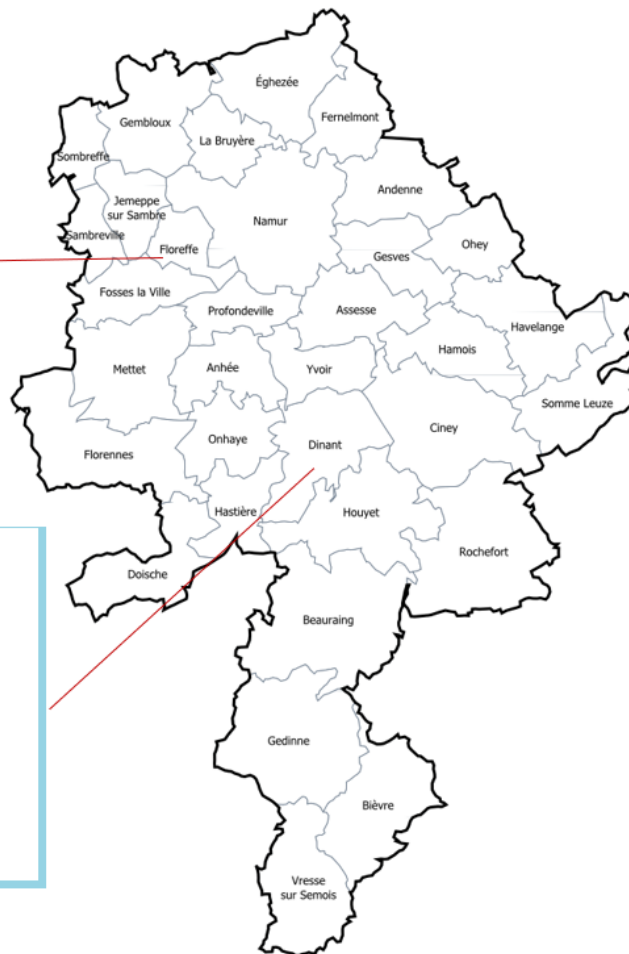 Éghezée
Gembloux
Fernelmont
La Bruyère
Sombreffe
Andenne
Jemeppe
sur Sambre
Namur
Sambreville
Floreffe
Ohey
Gesves
Fosses la Ville
Profondeville
Assesse
Havelange
Hamois
Mettet
Anhée
Yvoir
Somme Leuze
Ciney
Onhaye
Dinant
Florennes
Hastière
Houyet
Rochefort
Doische
Beauraing
Gedinne
Bièvre
Vresse
sur Semois